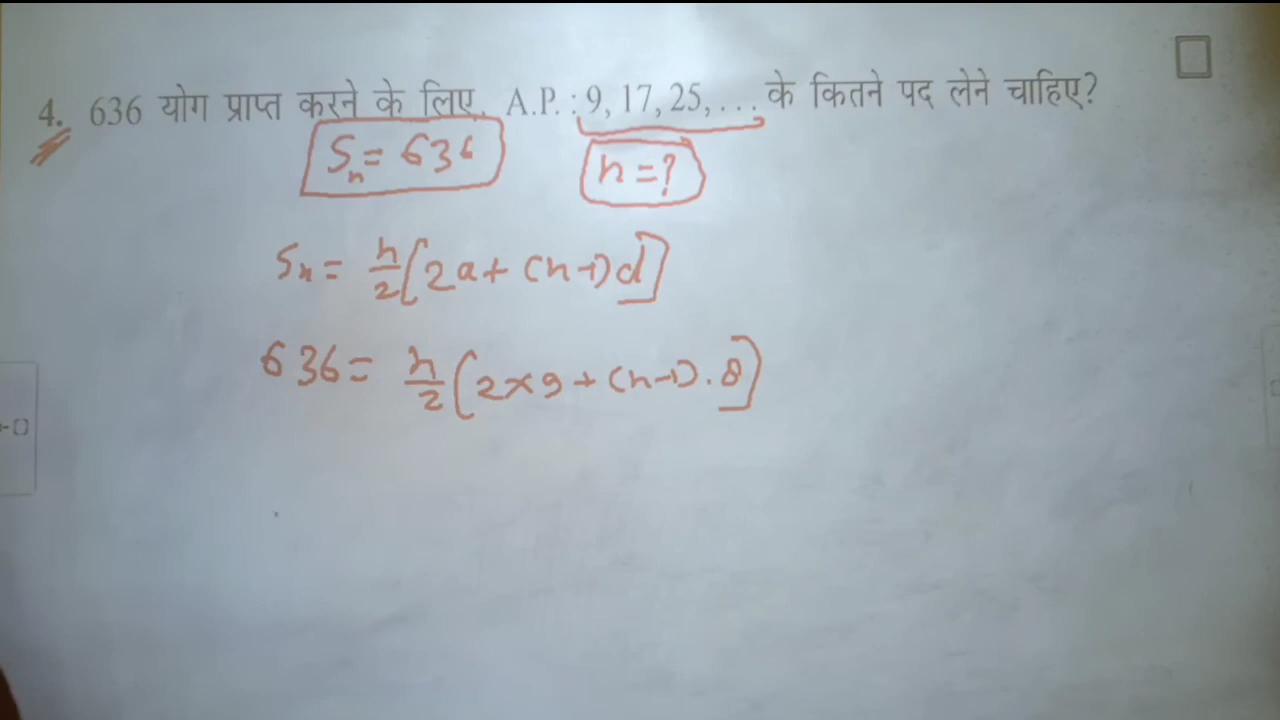 4. 636 योग प्राप्त करने के लिए, A.P. : 9, 17, 25, . . . के कितने पद लेने चाहिए?
Sn = 636 n = ?
Sn = n/2 [2a + (n-1)d]
636 = n/2 [2×9 + (n-1).8]